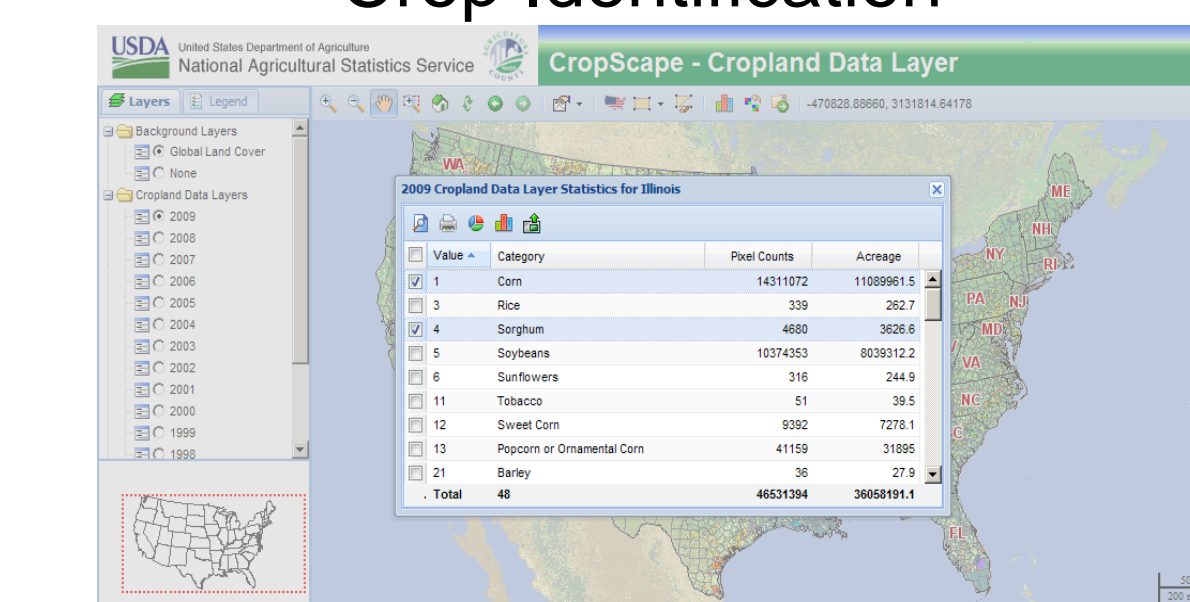 Crop Identification
USDA United States Department of Agriculture
National Agricultural Statistics Service
CropScape - Cropland Data Layer
Layers Legend
-470828.88660, 3131814.64178
Background Layers
Global Land Cover
None
Cropland Data Layers
2009
2008
2007
2006
2005
2004
2003
2002
2001
2000
1999
1998
WA
ME
NH
NY
RI
PA NJ
MD
VA
NC
FL
2009 Cropland Data Layer Statistics for Illinois
Value Category Pixel Counts Acreage
1 Corn 14311072 11089961.5
3 Rice 339 262.7
4 Sorghum 4680 3626.6
5 Soybeans 10374353 8039312.2
6 Sunflowers 316 244.9
11 Tobacco 51 39.5
12 Sweet Corn 9392 7278.1
13 Popcorn or Ornamental Corn 41159 31895
21 Barley 36 27.9
. Total 48 46531394 36058191.1